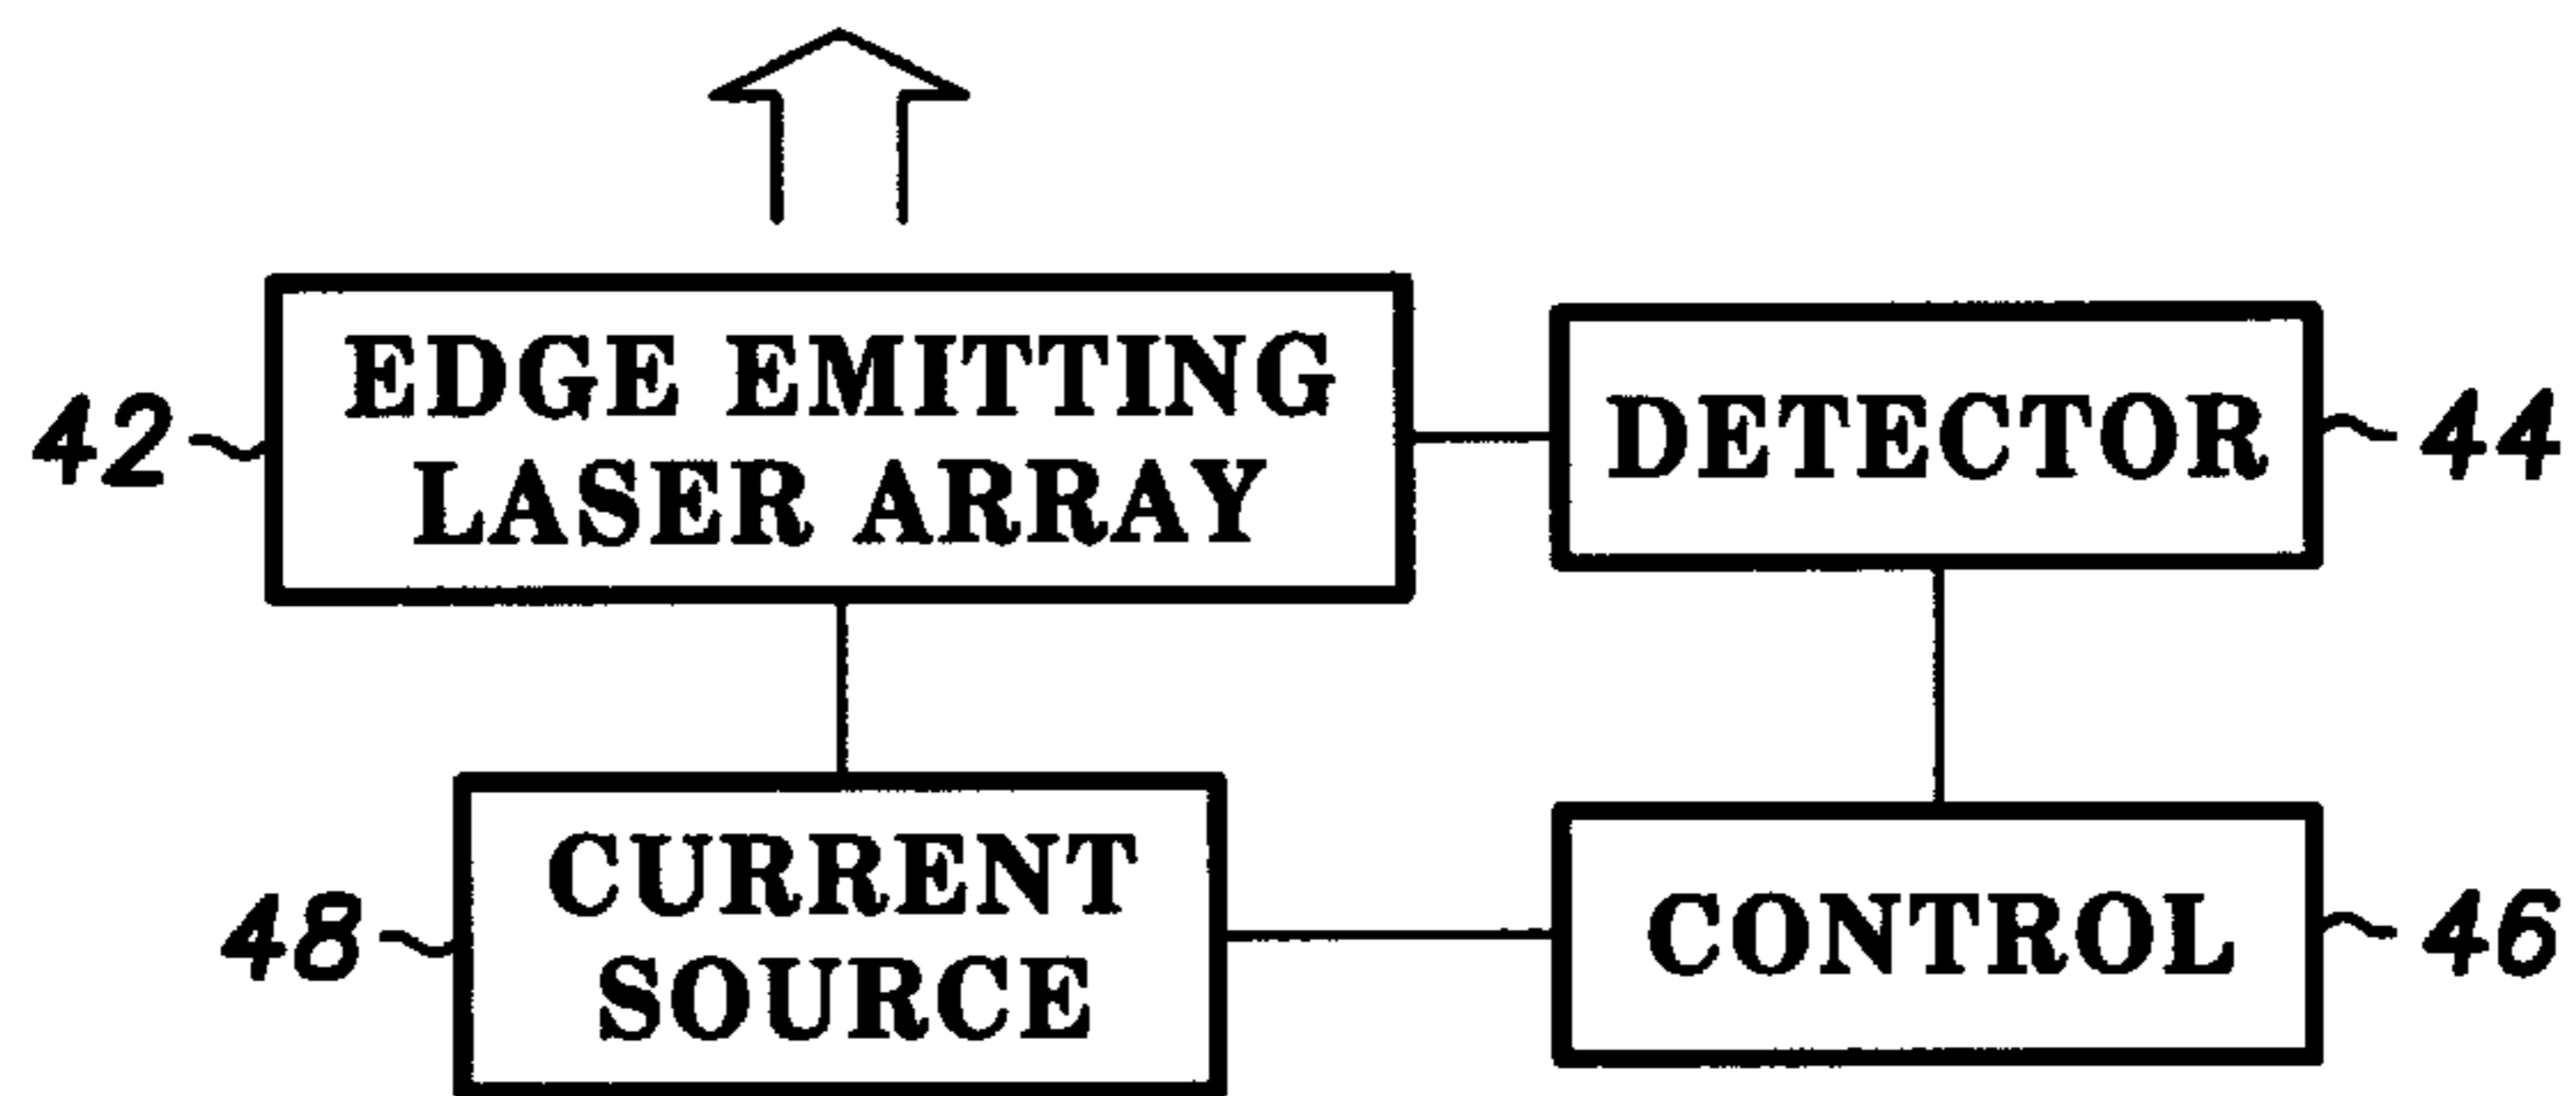 EDGE EMITTING
LASER ARRAY
42
DETECTOR
44
CURRENT
SOURCE
48
CONTROL
46